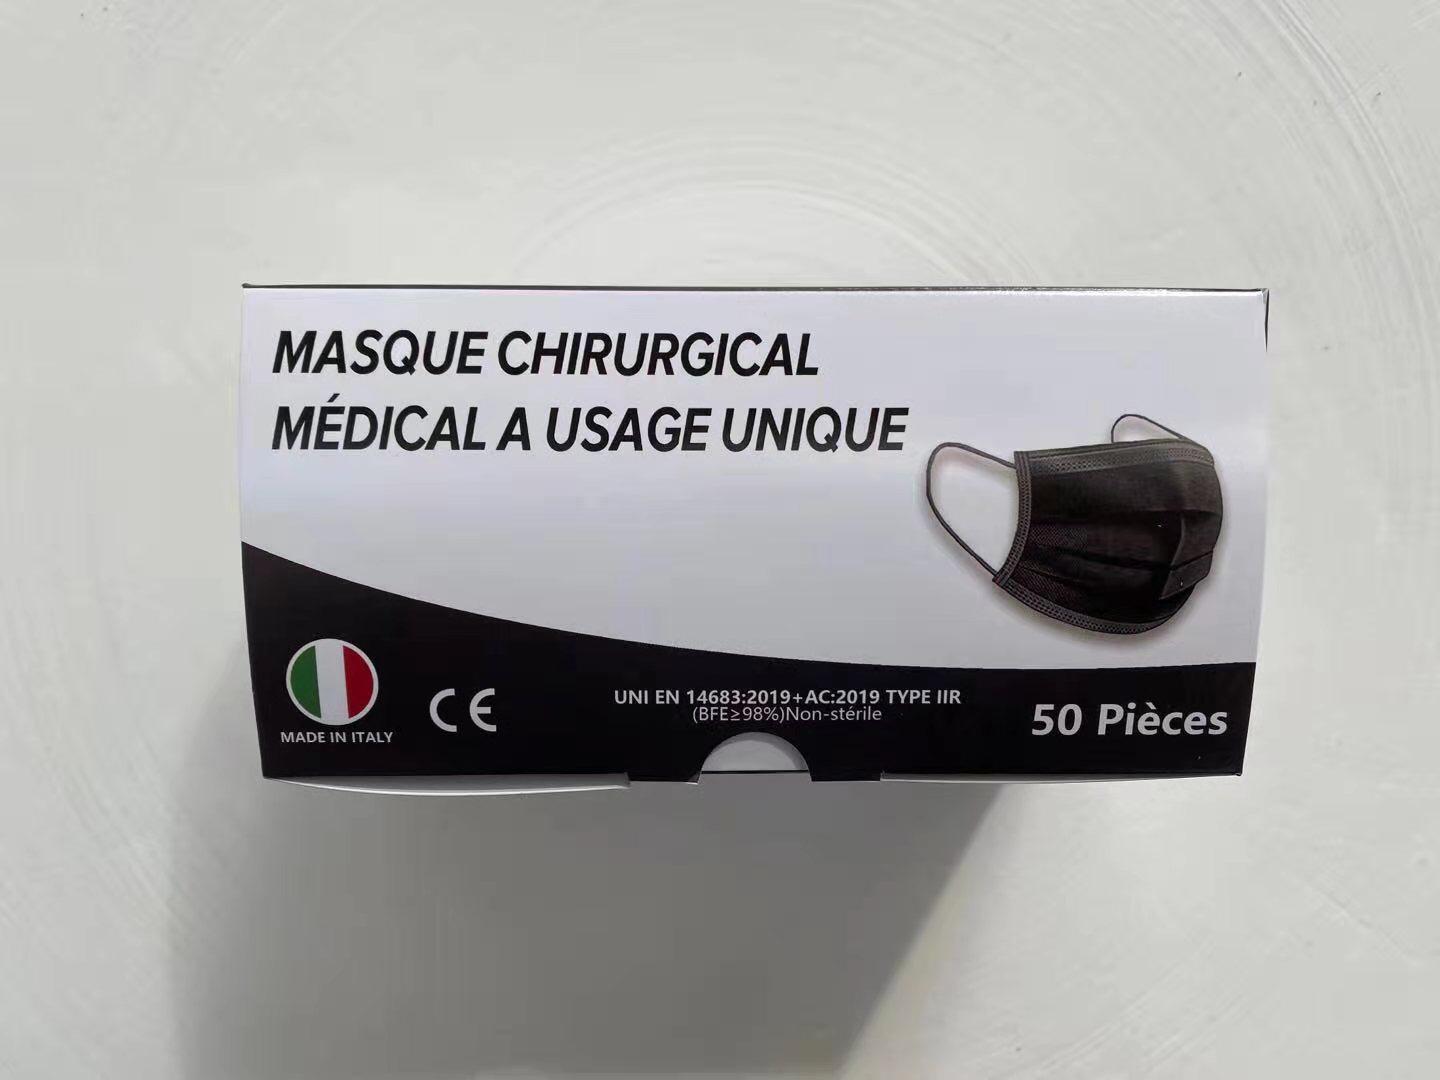 MASQUE CHIRURGICAL
MÉDICAL A USAGE UNIQUE
MADE IN ITALY
CE
UNI EN 14683:2019+AC:2019 TYPE IIR
(BFE≥98%)Non-stérile
50 Pièces